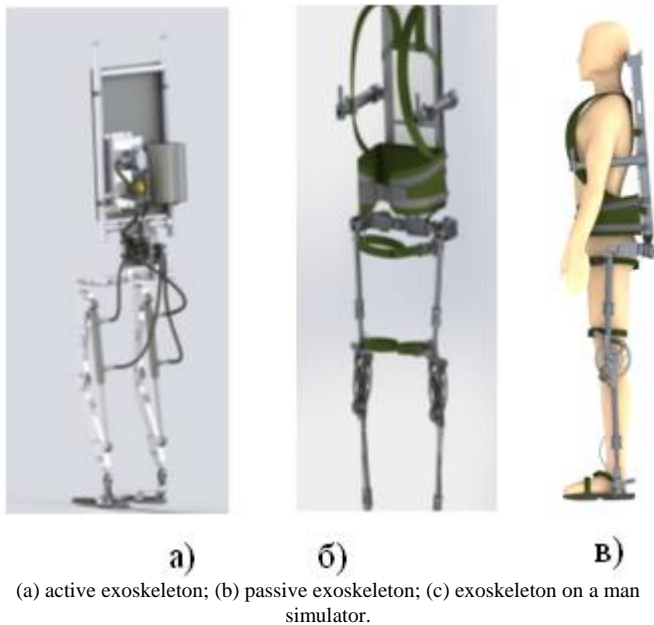 а) б) в)
(a) active exoskeleton; (b) passive exoskeleton; (c) exoskeleton on a man
simulator.